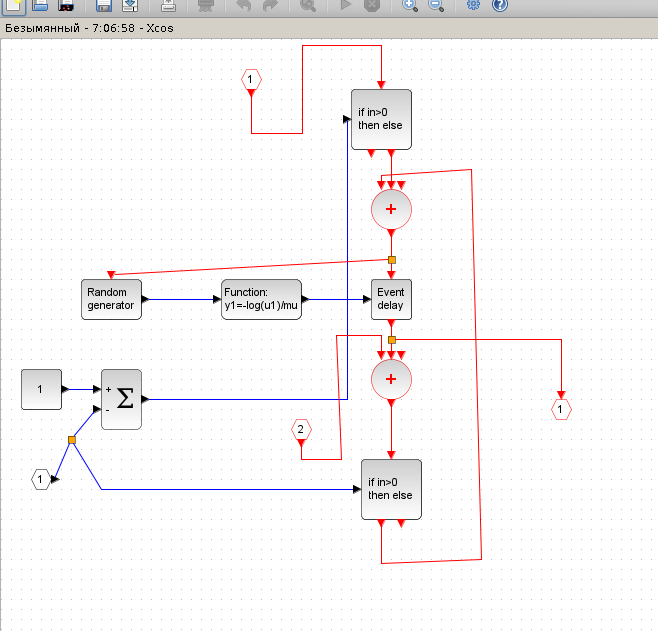 Безымянный - 7:06:58 - Xcos
1
if in>0
then else
+
Random
generator
Function:
y1=-log(u1)/mu
Event
delay
1
+
-
Σ
+
1
2
1
if in>0
then else